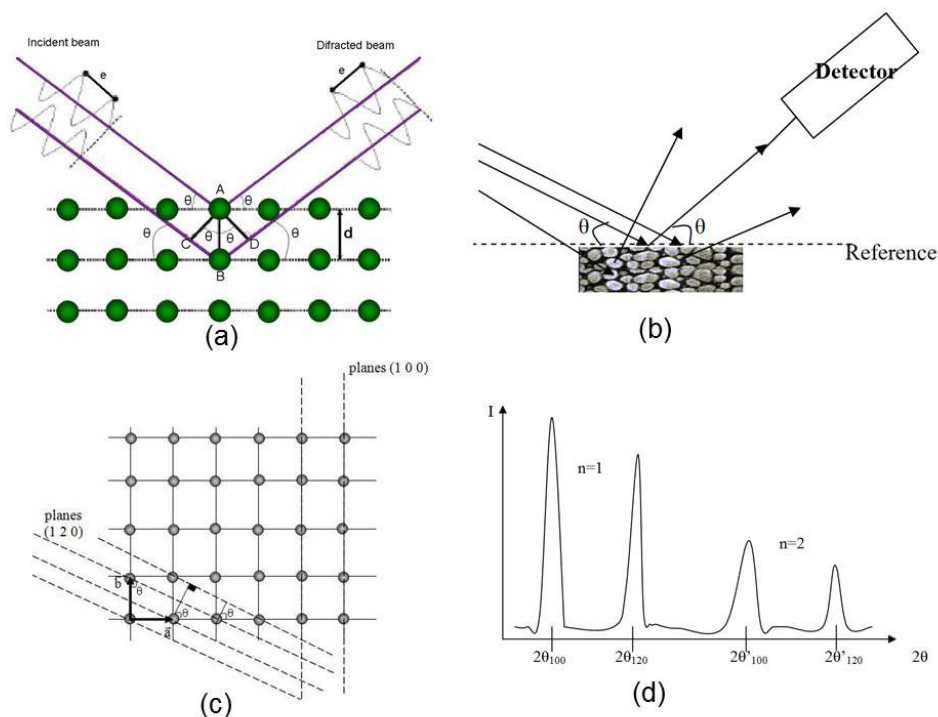 Incident beam
Difracted beam
e
e
A
θ
θ
θ
θ
C
θ
θ
D
d
B
(a)
Detector
θ
θ
Reference
(b)
planes (1 0 0)
planes
(1 2 0)
b
θ
θ
θ
a
(c)
I
n=1
n=2
2θ100
2θ120
2θ'100
2θ'120
2θ
(d)